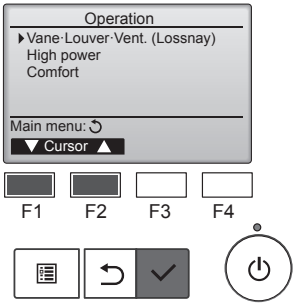 Operation
Vane·Louver·Vent. (Lossnay)
High power
Comfort
Main menu:
Cursor
F1 F2 F3 F4